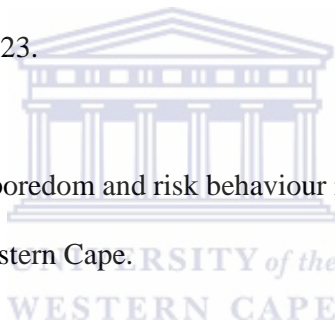 23.
boredom and risk behaviour
stern Cape.
UNIVERSITY of the
WESTERN CAPE